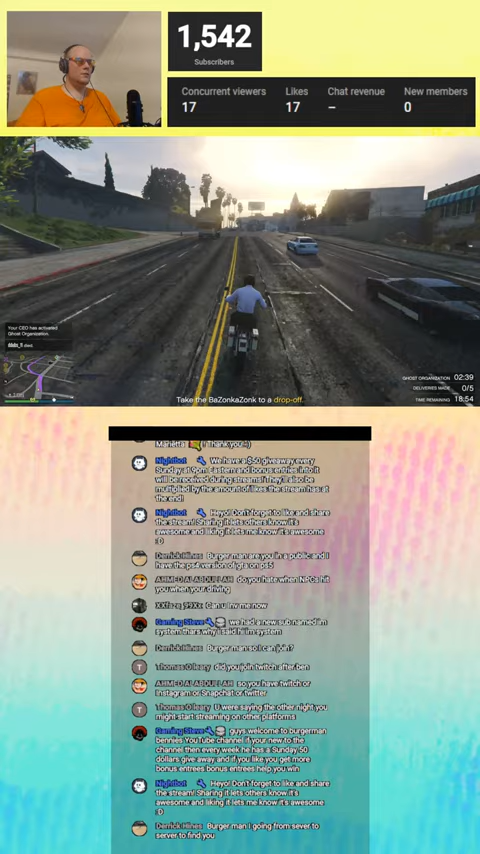 1,542
Subscribers
Concurrent viewers
17
Likes
17
Chat revenue
–
New members
0
Your CEO has activated
Ghost Organization.
GHOST ORGANIZATION 02:39
DELIVERIES MADE 0/5
TIME REMAINING 18:54
Take the BaZonkaZonk to a drop-off.
Marietta (! Thank you!=)
Nightbot We have a $50 giveaway every
Sunday at 9pm Eastern and bonus entries into it
will be received during streams! They'll also be
multiplied by the amount of likes the stream has at
the end!
Nightbot Heyo! Don't forget to like and share
the stream! Sharing it lets others know it's
awesome and liking it lets me know it's awesome
:D
Derrick Hines Burger man are you in a public and I
have the ps4 version of gta on ps5
AHMED ALABDULLAH do you hate when NPCs hit
you when your driving
Can u inv me now
Gaming Steve we had a new sub named im
system thars why i said hi im system
Derrick Hines Burger man so I can join?
Thomas O leary did you join twitch after ben
AHMED ALABDULLAH so you have twitch or
Instagram or Snapchat or twitter
Thomas O leary U were saying the other night you
might start streaming on other platforms
Gaming Steve guys welcome to burgerman
bennies YouTube channel if your new to the
channel then every week he has a Sunday 50
dollars give away and if you like you get more
bonus entrees bonus entrees help you win
Nightbot Heyo! Don't forget to like and share
the stream! Sharing it lets others know it's
awesome and liking it lets me know it's awesome
:D
Derrick Hines Burger man I going from sever to
server to find you